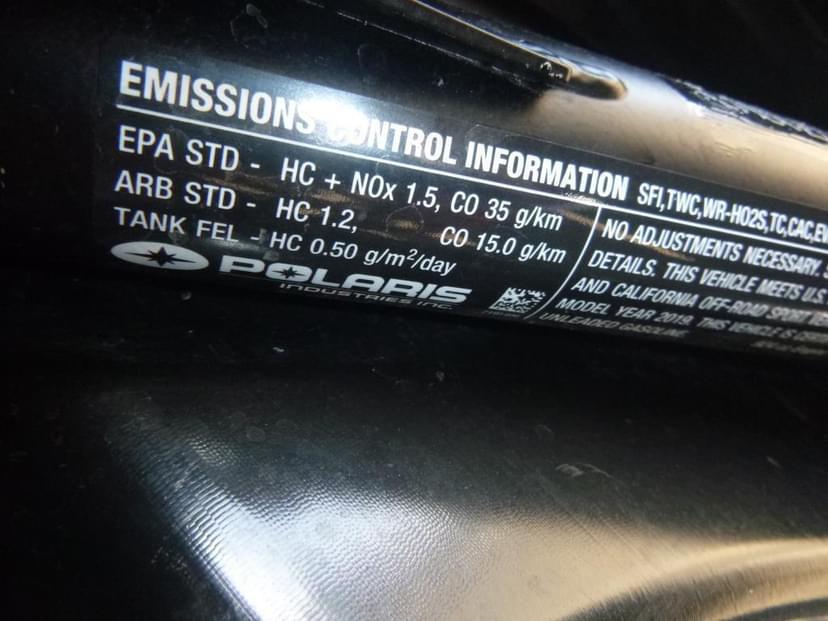 EMISSIONS CONTROL INFORMATION SFI,TWC,WR-HO2S,TC,CAC,
EPA STD - HC + NOx 1.5, CO 35 g/km
ARB STD - HC 1.2, CO 15.0 g/km
TANK FEL - HC 0.50 g/m²/day
POLARIS
INDUSTRIES INC.
NO ADJUSTMENTS NECESSARY.
DETAILS. THIS VEHICLE MEETS U.S.
AND CALIFORNIA OFF-ROAD SPORT
MODEL YEAR 2019. THIS VEHICLE IS
UNLEADED GASOLINE.